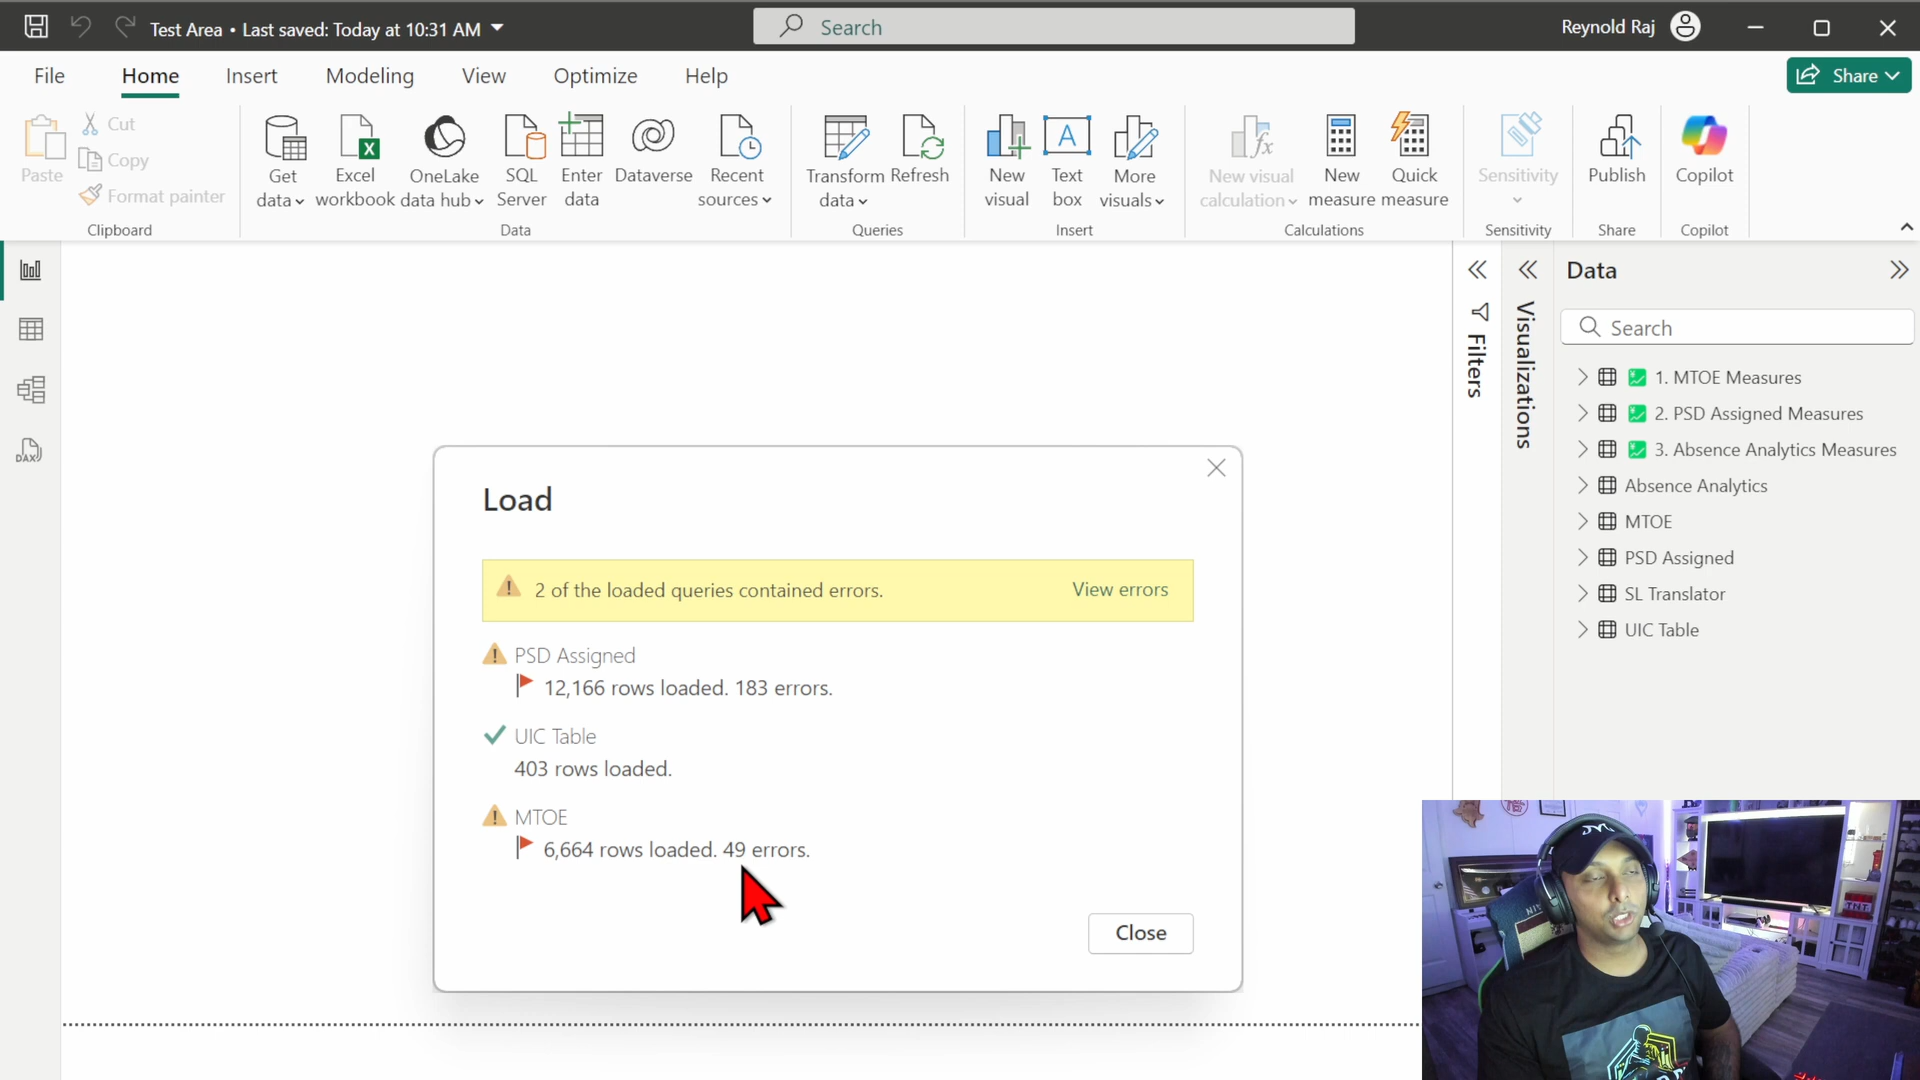 Test Area • Last saved: Today at 10:31 AM
Search
Reynold Raj
File
Home
Insert
Modeling
View
Optimize
Help
Share
Paste
Cut
Copy
Format painter
Clipboard
Get
data
Excel
workbook
OneLake
data hub
SQL
Server
Enter
data
Dataverse
Recent
sources
Data
Transform
data
Refresh
Queries
New
visual
Text
box
More
visuals
Insert
New visual
calculation
New
measure
Quick
measure
Calculations
Sensitivity
Sensitivity
Publish
Share
Copilot
Copilot
DAX
Filters
Visualizations
Data
Search
1. MTOE Measures
2. PSD Assigned Measures
3. Absence Analytics Measures
Absence Analytics
MTOE
PSD Assigned
SL Translator
UIC Table
Load
2 of the loaded queries contained errors.
View errors
PSD Assigned
12,166 rows loaded. 183 errors.
UIC Table
403 rows loaded.
MTOE
6,664 rows loaded. 49 errors.
Close
TNT